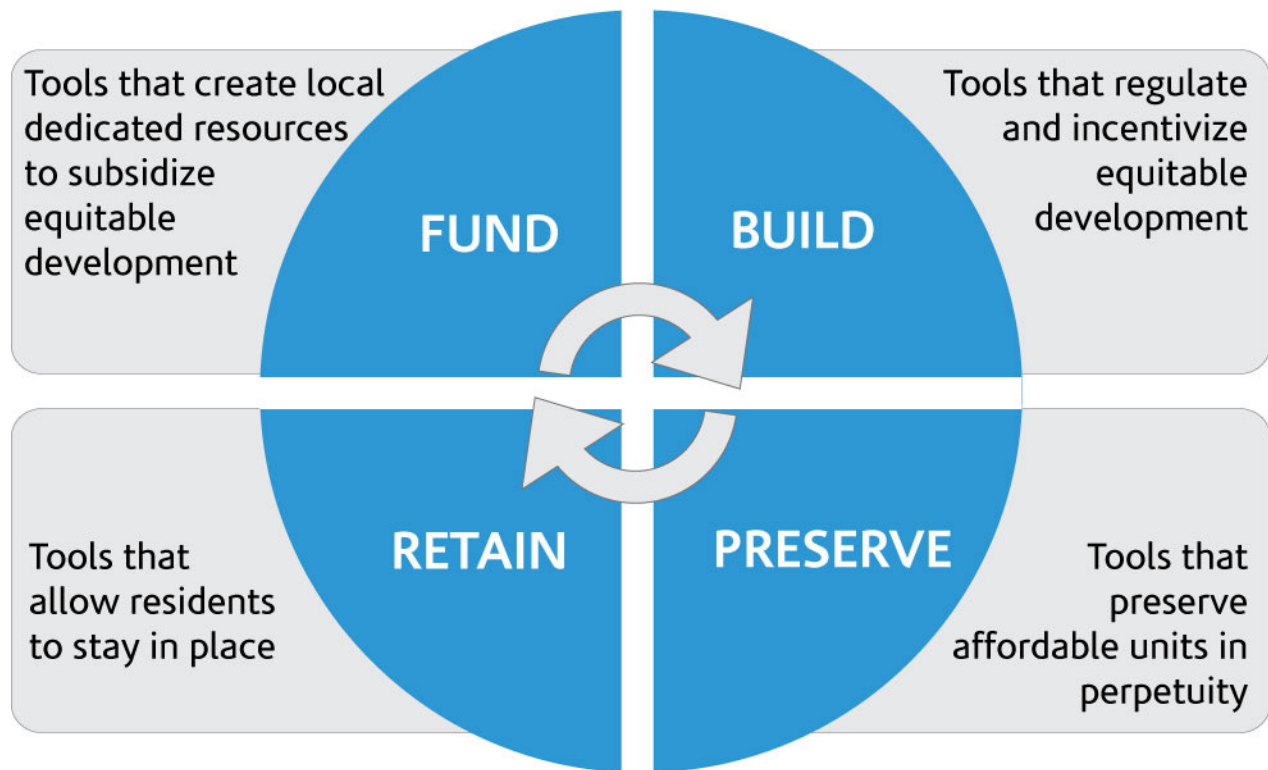 Tools that create local
dedicated resources
to subsidize
equitable
development
FUND
BUILD
Tools that regulate
and incentivize
equitable
development
RETAIN
Tools that
allow residents
to stay in place
PRESERVE
Tools that
preserve
affordable units in
perpetuity